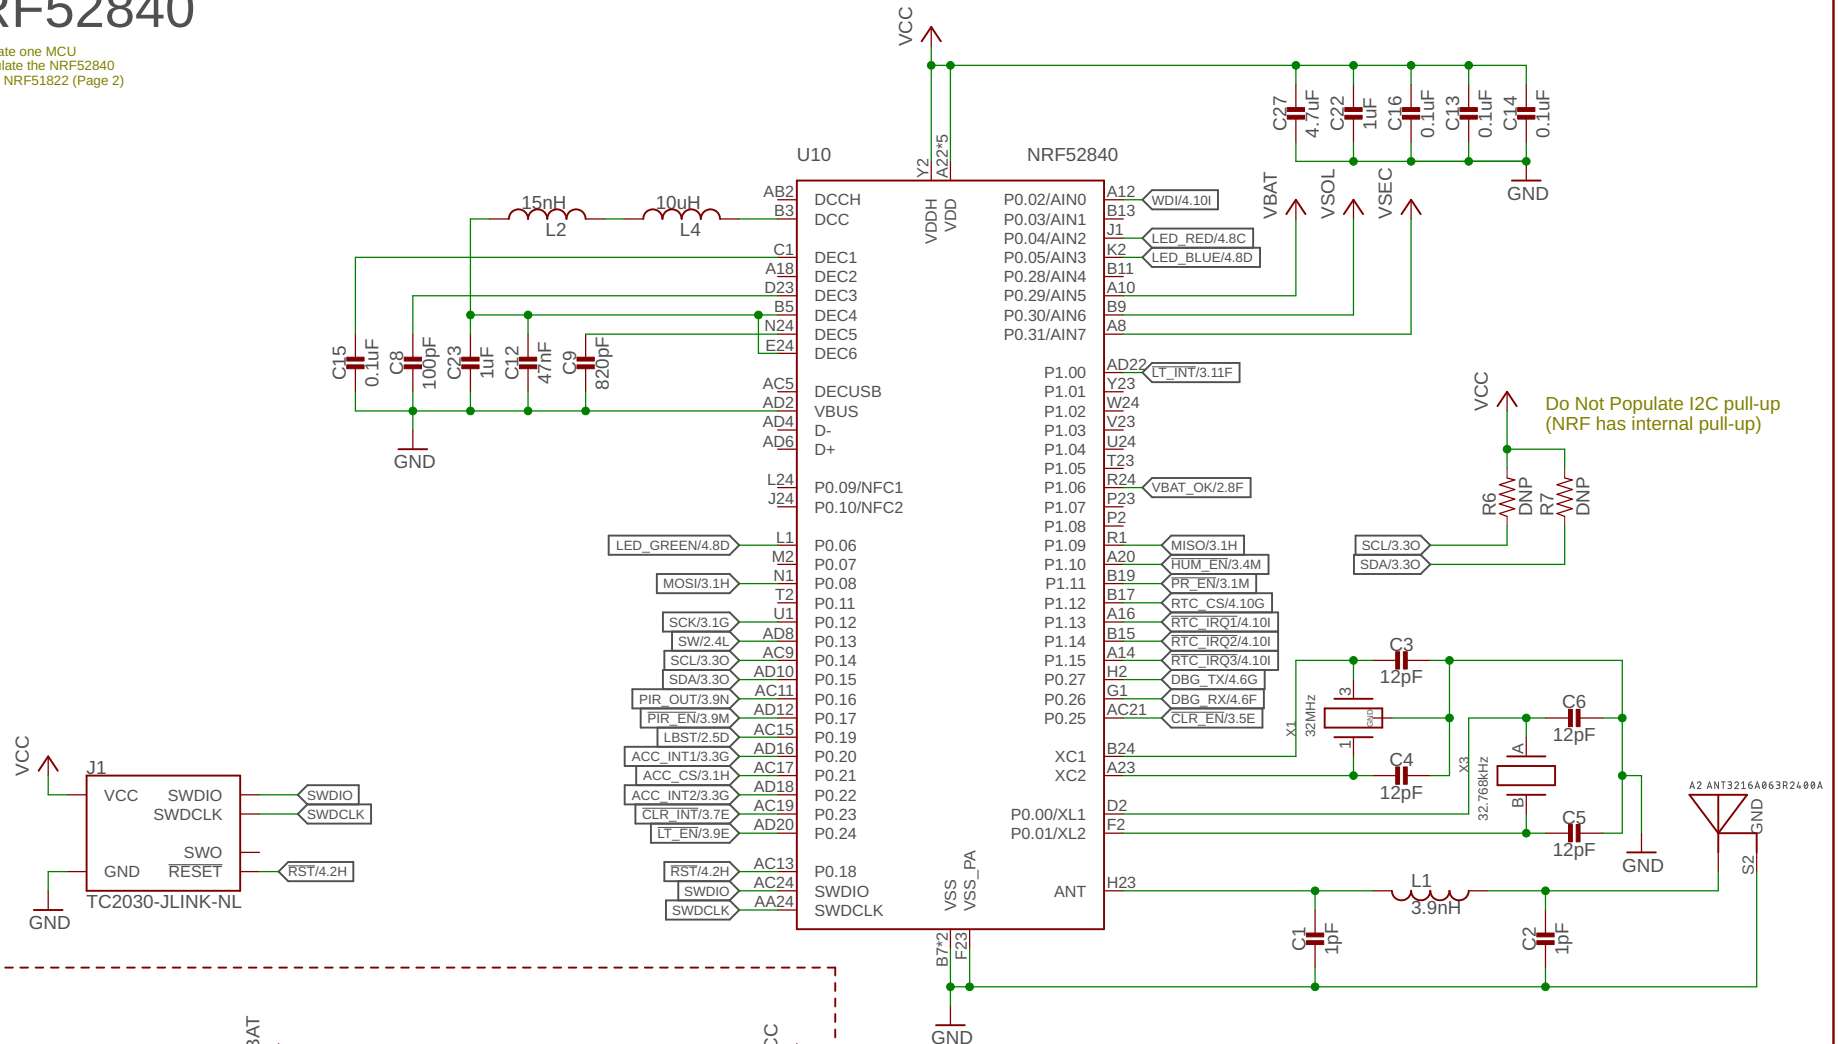 RF52840
ate one MCU
ulate the NRF52840
NRF51822 (Page 2)
VCC
C27
4.7uF
C22
1uF
C16
0.1uF
C13
0.1uF
C14
0.1uF
GND
VBAT
VSOL
VSEC
U10
NRF52840
Y2
A22*5
VDDH
VDD
15nH
L2
10uH
L4
AB2 DCCH
B3 DCC
C1 DEC1
A18 DEC2
D23 DEC3
B5 DEC4
N24 DEC5
E24 DEC6
AC5 DECUSB
AD2 VBUS
AD4 D-
AD6 D+
L24 P0.09/NFC1
J24 P0.10/NFC2
LED_GREEN/4.8D L1 P0.06
M2 P0.07
MOSI/3.1H N1 P0.08
T2 P0.11
SCK/3.1G U1 P0.12
SW/2.4L AD8 P0.13
SCL/3.3O AC9 P0.14
SDA/3.3O AD10 P0.15
PIR_OUT/3.9N AC11 P0.16
PIR_EN/3.9M AD12 P0.17
LBST/2.5D AC15 P0.19
ACC_INT1/3.3G AD16 P0.20
ACC_CS/3.1H AC17 P0.21
ACC_INT2/3.3G AD18 P0.22
CLR_INT/3.7E AC19 P0.23
LT_EN/3.9E AD20 P0.24
RST/4.2H AC13 P0.18
SWDIO AC24 SWDIO
SWDCLK AA24 SWDCLK
C15
0.1uF
C8
100pF
C23
1uF
C12
47nF
C9
820pF
GND
P0.02/AIN0 A12 WDI/4.10I
P0.03/AIN1 B13
P0.04/AIN2 J1 LED_RED/4.8C
P0.05/AIN3 K2 LED_BLUE/4.8D
P0.28/AIN4 B11
P0.29/AIN5 A10
P0.30/AIN6 B9
P0.31/AIN7 A8
P1.00 AD22 LT_INT/3.11F
P1.01 Y23
P1.02 W24
P1.03 V23
P1.04 U24
P1.05 T23
P1.06 R24 VBAT_OK/2.8F
P1.07 P23
P1.08 P2
P1.09 R1 MISO/3.1H
P1.10 A20 HUM_EN/3.4M
P1.11 B19 PR_EN/3.1M
P1.12 B17 RTC_CS/4.10G
P1.13 A16 RTC_IRQ1/4.10I
P1.14 B15 RTC_IRQ2/4.10I
P1.15 A14 RTC_IRQ3/4.10I
P0.27 H2 DBG_TX/4.6G
P0.26 G1 DBG_RX/4.6F
P0.25 AC21 CLR_EN/3.5E
XC1 B24
XC2 A23
P0.00/XL1 D2
P0.01/XL2 F2
ANT H23
VSS
VSS_PA
B7*2
F23
GND
VCC
Do Not Populate I2C pull-up
(NRF has internal pull-up)
R6
DNP
R7
DNP
SCL/3.3O
SDA/3.3O
C3
12pF
X1
32MHz
3
GND
1
C4
12pF
C6
12pF
X3
32.768kHz
A
B
C5
12pF
GND
A2 ANT3216A063R2400A
GND
S2
L1
3.9nH
C1
1pF
C2
1pF
VCC
J1
VCC SWDIO SWDIO
SWDCLK SWDCLK
SWO
GND RESET RST/4.2H
TC2030-JLINK-NL
GND
BAT
CC